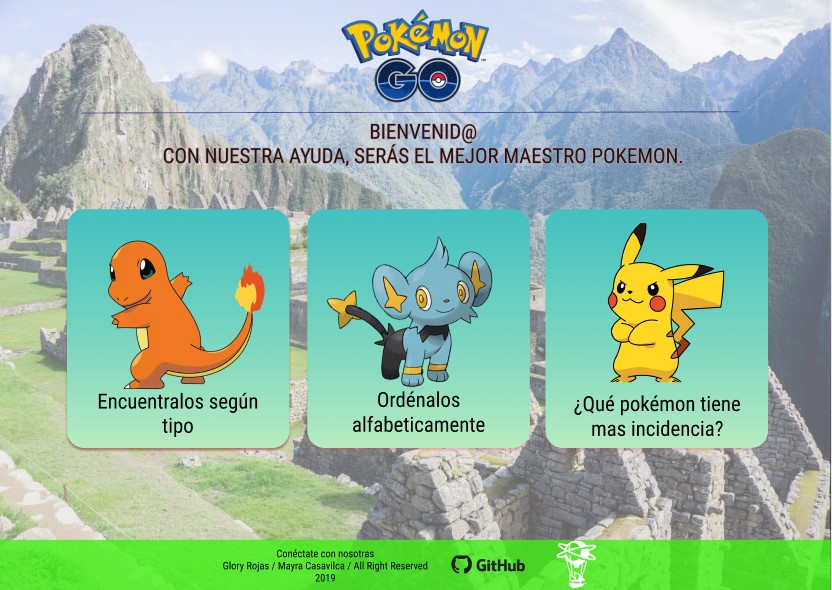 POKÉMON
GO
BIENVENID@
CON NUESTRA AYUDA, SERÁS EL MEJOR MAESTRO POKEMON.
Encuentralos según
tipo
Ordénalos
alfabeticamente
¿Qué pokémon tiene
mas incidencia?
Conéctate con nosotras
Glory Rojas / Mayra Casavilca / All Right Reserved
2019
GitHub